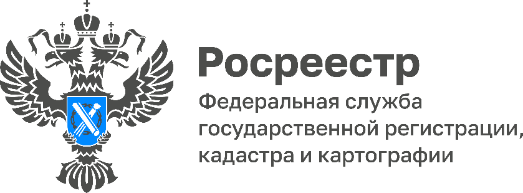 Росреестр
Федеральная служба
государственной регистрации,
кадастра и картографии